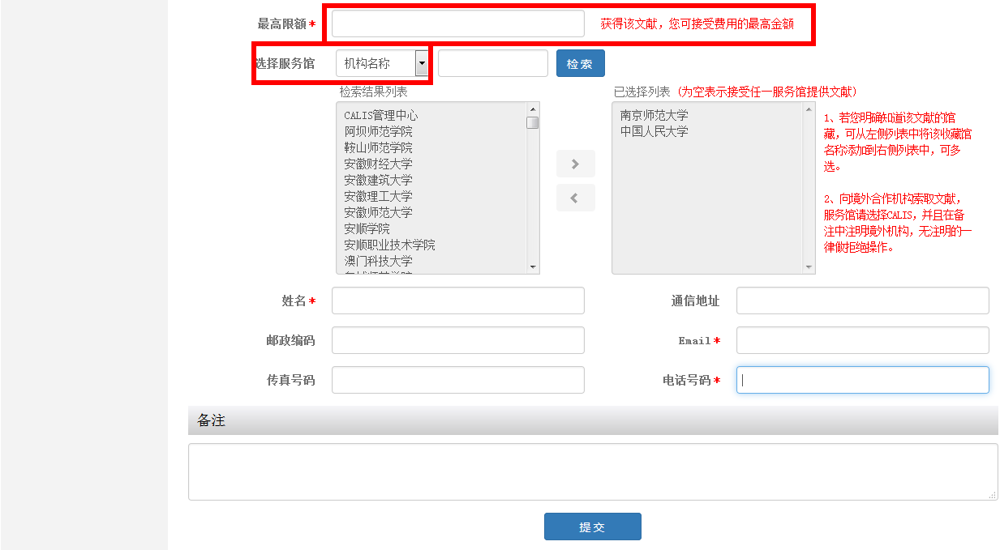 最高限额*
获得该文献，您可接受费用的最高金额
选择服务馆
机构名称
检索
检索结果列表
已选择列表 (为空表示接受任一服务馆提供文献)
CALIS管理中心
阿坝师范学院
鞍山师范学院
安徽财经大学
安徽建筑大学
安徽理工大学
安徽师范大学
安顺学院
安顺职业技术学院
澳门科技大学
南京师范大学
中国人民大学
1、若您明确知道该文献的馆
藏，可从左侧列表中将该收藏馆
名称添加到右侧列表中，可多
选。
2、向境外合作机构索取文献，
服务馆请选择CALIS，并且在备
注中注明境外机构，无注明的一
律做拒绝操作。
姓名*
通信地址
邮政编码
Email*
传真号码
电话号码*
备注
提交